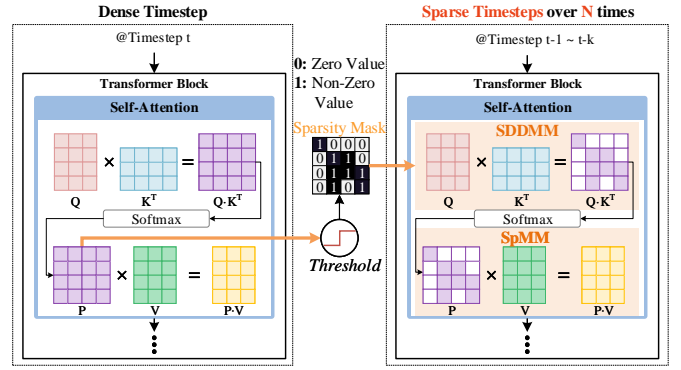 Dense Timestep
@Timestep t
Transformer Block
Self-Attention
×
=
Q
K^T
Q·K^T
Softmax
×
=
P
V
P·V
0: Zero Value
1: Non-Zero
Value
Sparsity Mask
1 0 0 0
0 1 1 0
0 1 1 1
0 1 0 1
Threshold
Sparse Timesteps over N times
@Timestep t-1 ~ t-k
Transformer Block
Self-Attention
SDDMM
×
=
Q
K^T
Q·K^T
Softmax
SpMM
×
=
P
V
P·V